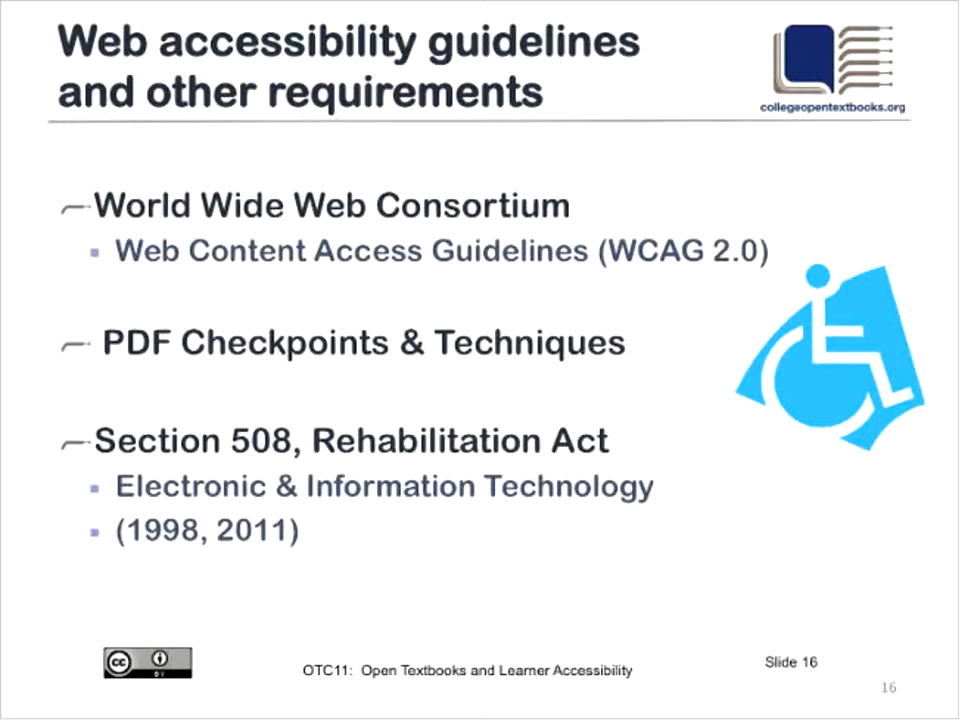 Web accessibility guidelines
and other requirements
collegeopentextbooks.org
World Wide Web Consortium
Web Content Access Guidelines (WCAG 2.0)
PDF Checkpoints & Techniques
Section 508, Rehabilitation Act
Electronic & Information Technology
(1998, 2011)
cc
BY
OTC11: Open Textbooks and Learner Accessibility
Slide 16
16